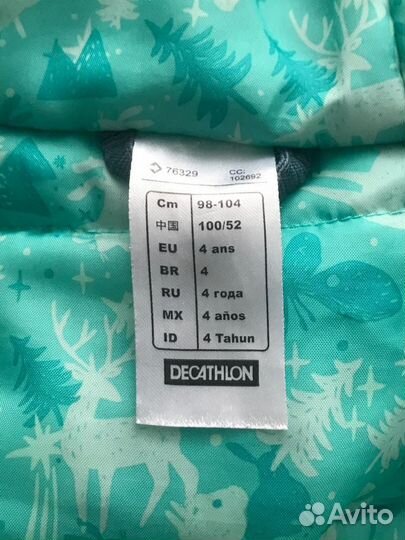 76329 CC: 102692
Cm 98-104
中国 100/52
EU 4 ans
BR 4
RU 4 года
MX 4 años
ID 4 Tahun
DECATHLON
Avito